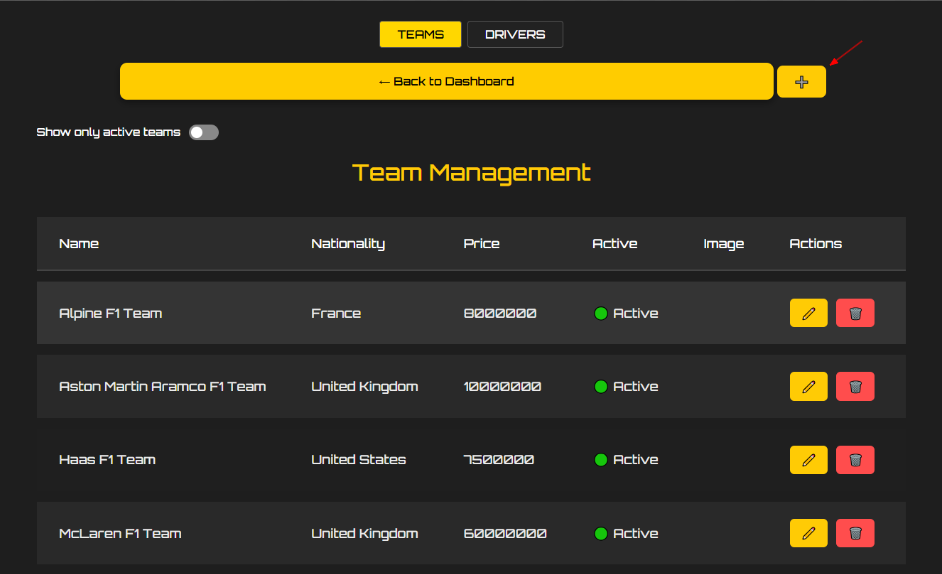 TEAMS DRIVERS
← Back to Dashboard +
Show only active teams
Team Management
Name Nationality Price Active Image Actions
Alpine F1 Team France 8000000 Active
Aston Martin Aramco F1 Team United Kingdom 10000000 Active
Haas F1 Team United States 7500000 Active
McLaren F1 Team United Kingdom 60000000 Active